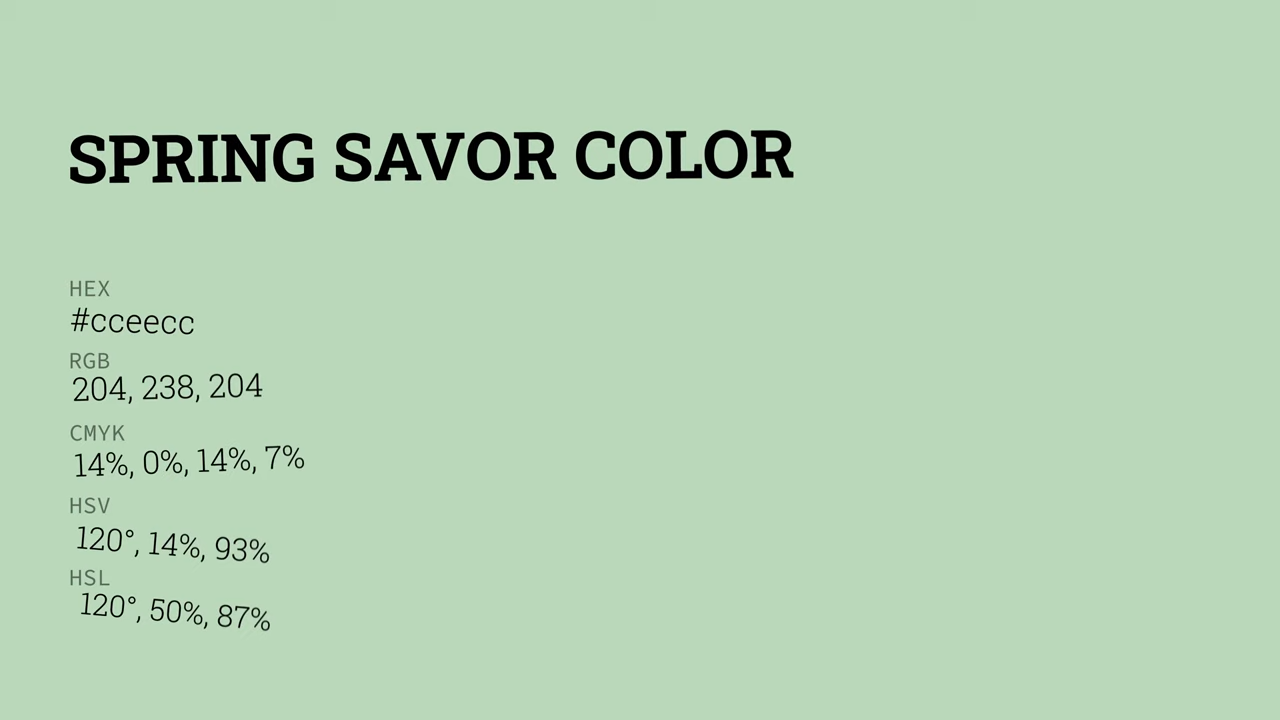 SPRING SAVOR COLOR
HEX
#cceecc
RGB
204, 238, 204
CMYK
14%, 0%, 14%, 7%
HSV
120°, 14%, 93%
HSL
120°, 50%, 87%